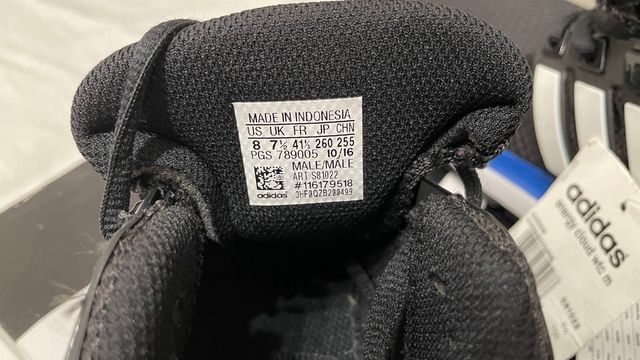 MADE IN INDONESIA
US UK FR JP CHN
8 7½ 41⅓ 260 255
PGS 789005 10/16
MALE/MALE
ART S81022
#116179518
adidas
adidas
energy cloud wtc m